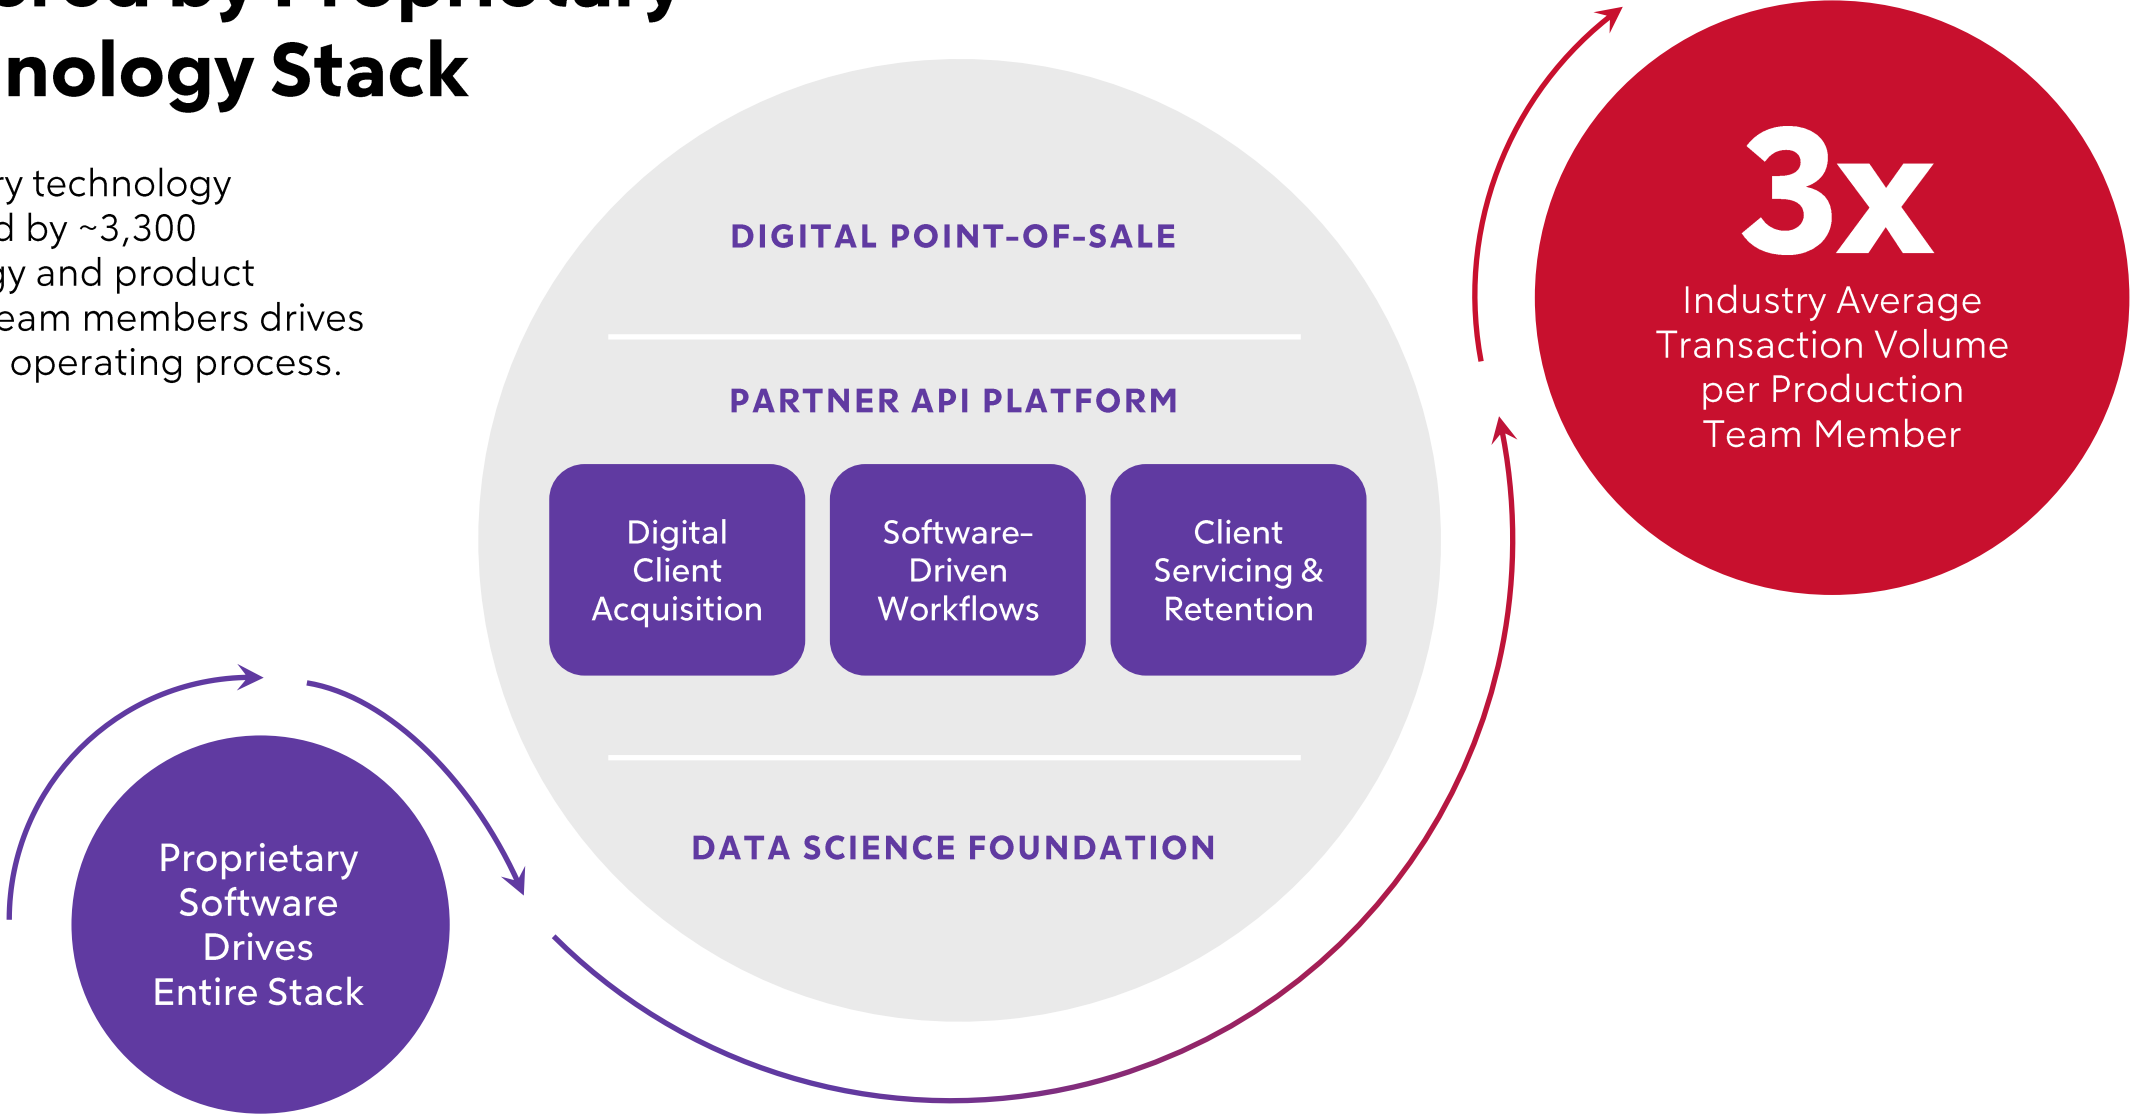 by Proprietary
Stack
technology
by ~3,300
and product
members drives
operating process.
DIGITAL POINT-OF-SALE
PARTNER API PLATFORM
Digital
Client
Acquisition
Software-
Driven
Workflows
Client
Servicing &
Retention
DATA SCIENCE FOUNDATION
Proprietary
Software
Drives
Entire Stack
3x
Industry Average
Transaction Volume
per Production
Team Member